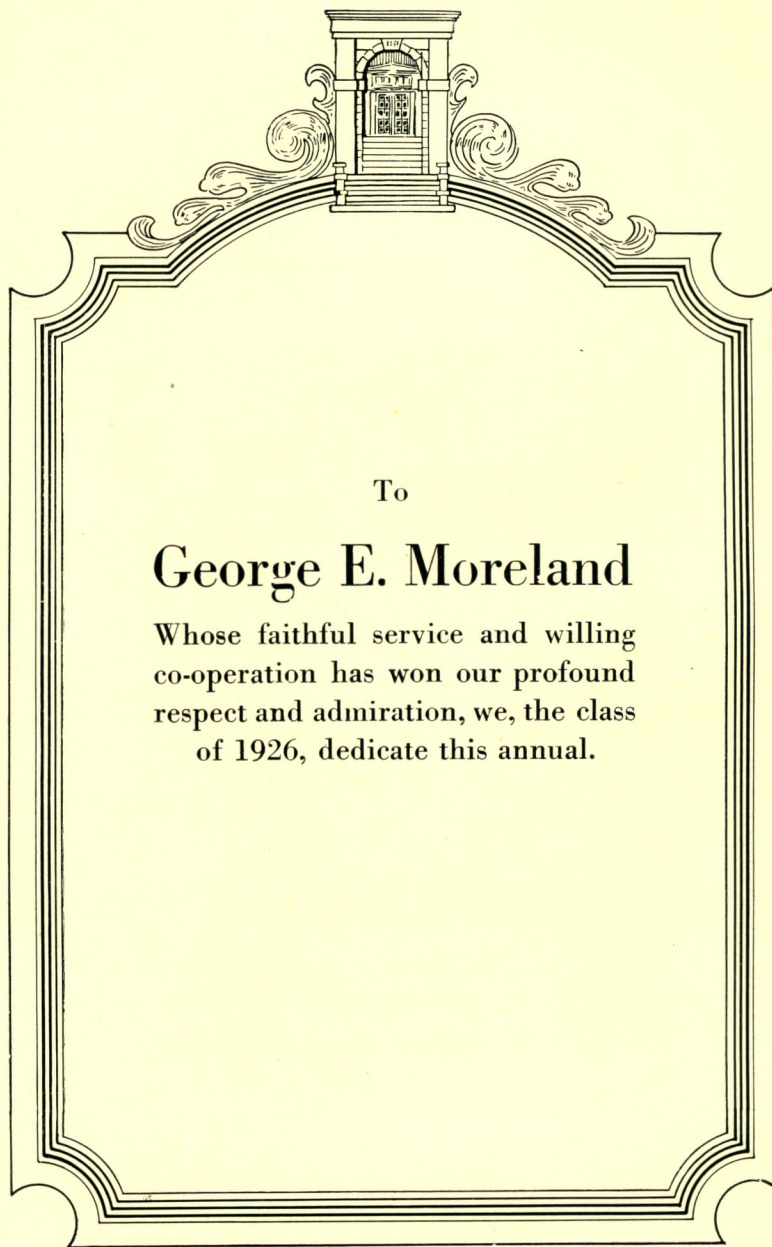 To
George E. Moreland
Whose faithful service and willing
co-operation has won our profound
respect and admiration, we, the class
of 1926, dedicate this annual.